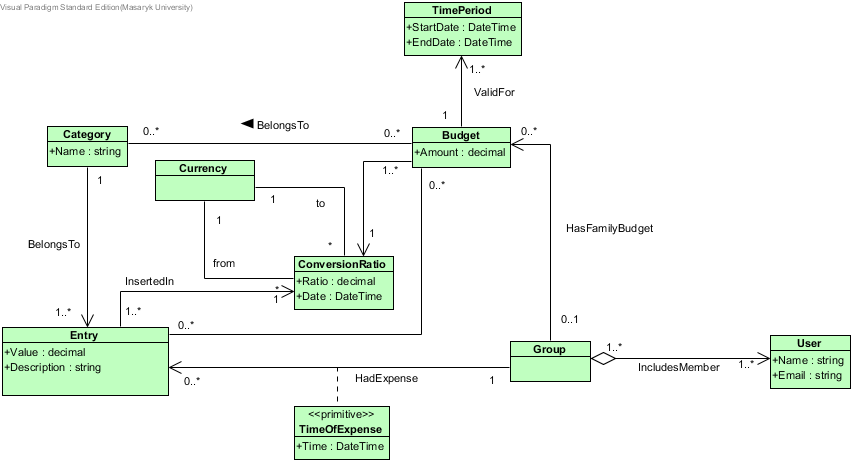 Visual Paradigm Standard Edition(Masaryk University)
TimePeriod
+StartDate : DateTime
+EndDate : DateTime
1..*
ValidFor
1
Category
+Name : string
0..*
BelongsTo
0..*
Budget
+Amount : decimal
0..*
1
Currency
1..*
0..*
1
to
1
HasFamilyBudget
BelongsTo
1
*
from
ConversionRatio
+Ratio : decimal
+Date : DateTime
InsertedIn
*
1
1..*
1..*
0..*
0..1
Entry
+Value : decimal
+Description : string
Group
1..*
IncludesMember
1..*
User
+Name : string
+Email : string
0..*
HadExpense
1
<<primitive>>
TimeOfExpense
+Time : DateTime